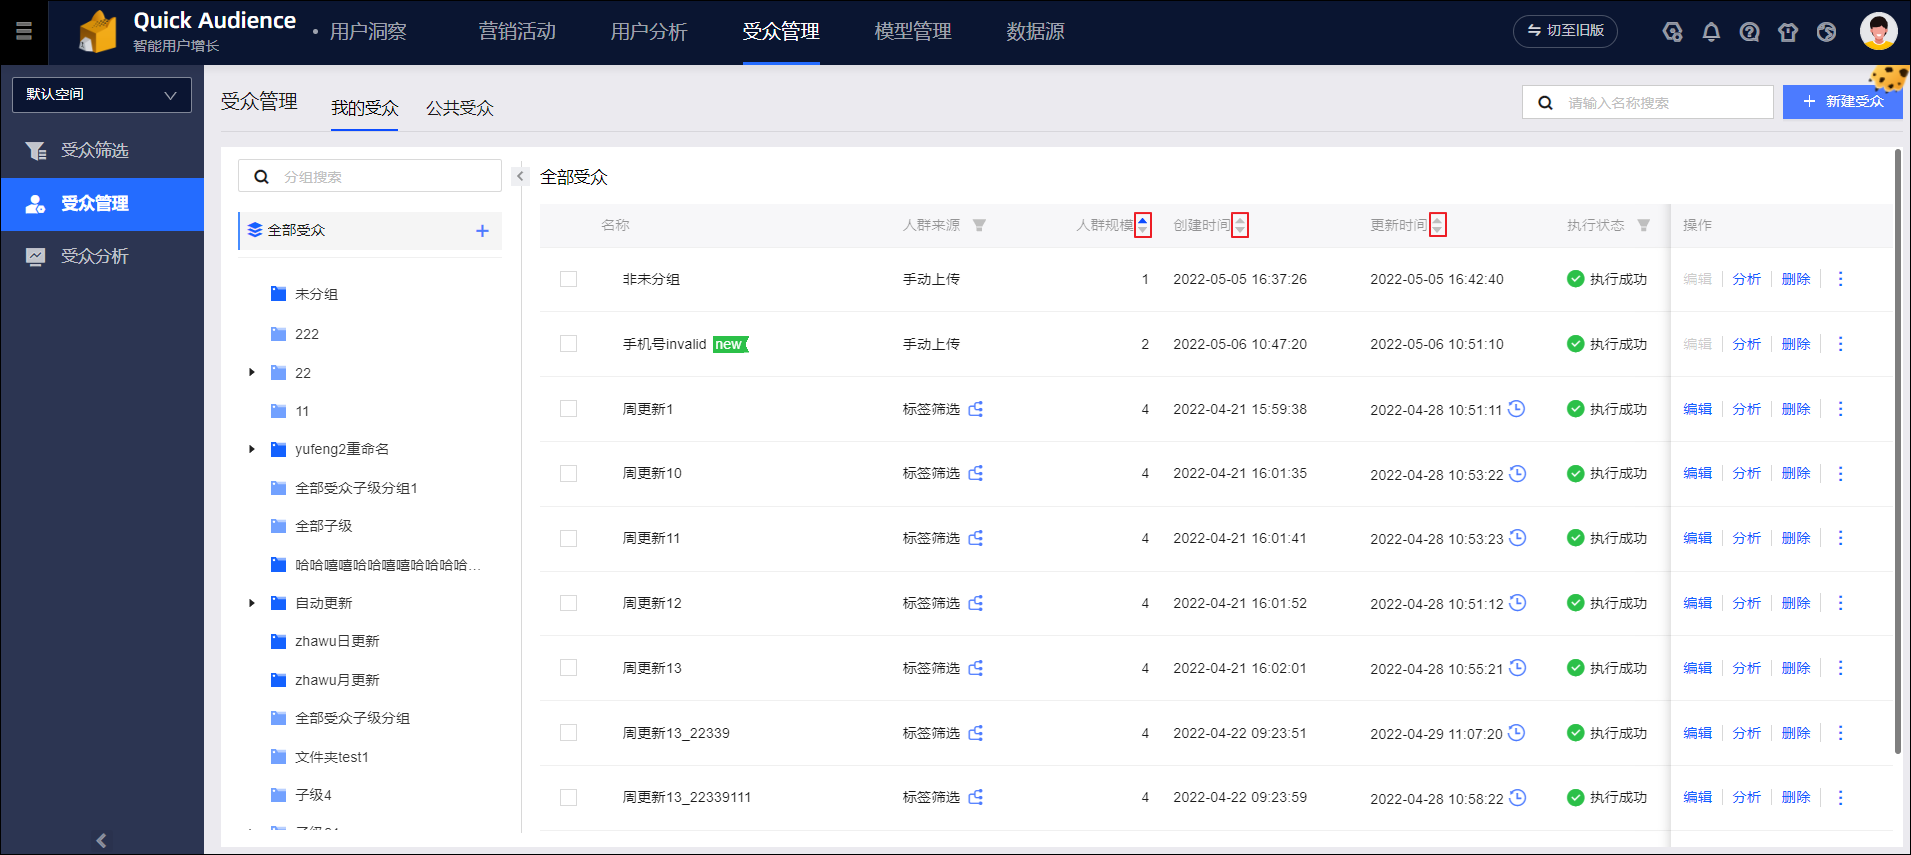 Quick Audience
智能用户增长
用户洞察
营销活动
用户分析
受众管理
模型管理
数据源
切至旧版
默认空间
受众筛选
受众管理
受众分析
受众管理
我的受众
公共受众
请输入名称搜索
新建受众
分组搜索
全部受众
未分组
222
22
11
yufeng2重命名
全部受众子级分组1
全部子级
哈哈嘻嘻哈哈嘻嘻哈哈哈哈...
自动更新
zhawu日更新
zhawu月更新
全部受众子级分组
文件夹test1
子级4
全部受众
名称 人群来源 人群规模 创建时间 更新时间 执行状态 操作
非未分组 手动上传 1 2022-05-05 16:37:26 2022-05-05 16:42:40 执行成功 编辑 分析 删除
手机号invalid new 手动上传 2 2022-05-06 10:47:20 2022-05-06 10:51:10 执行成功 编辑 分析 删除
周更新1 标签筛选 4 2022-04-21 15:59:38 2022-04-28 10:51:11 执行成功 编辑 分析 删除
周更新10 标签筛选 4 2022-04-21 16:01:35 2022-04-28 10:53:22 执行成功 编辑 分析 删除
周更新11 标签筛选 4 2022-04-21 16:01:41 2022-04-28 10:53:23 执行成功 编辑 分析 删除
周更新12 标签筛选 4 2022-04-21 16:01:52 2022-04-28 10:51:12 执行成功 编辑 分析 删除
周更新13 标签筛选 4 2022-04-21 16:02:01 2022-04-28 10:55:21 执行成功 编辑 分析 删除
周更新13_22339 标签筛选 4 2022-04-22 09:23:51 2022-04-29 11:07:20 执行成功 编辑 分析 删除
周更新13_22339111 标签筛选 4 2022-04-22 09:23:59 2022-04-28 10:58:22 执行成功 编辑 分析 删除